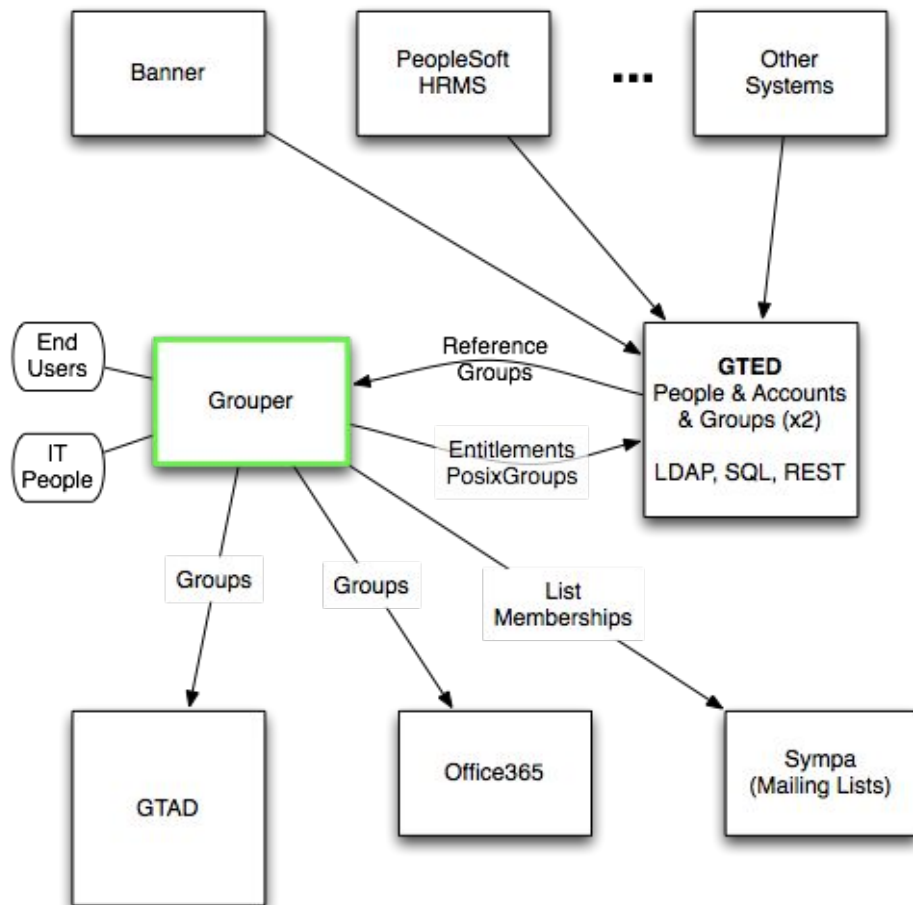 Banner
PeopleSoft
HRMS
...
Other
Systems
End
Users
IT
People
Grouper
Reference
Groups
Entitlements
PosixGroups
GTED
People & Accounts
& Groups (x2)
LDAP, SQL, REST
Groups
Groups
List
Memberships
GTAD
Office365
Sympa
(Mailing Lists)